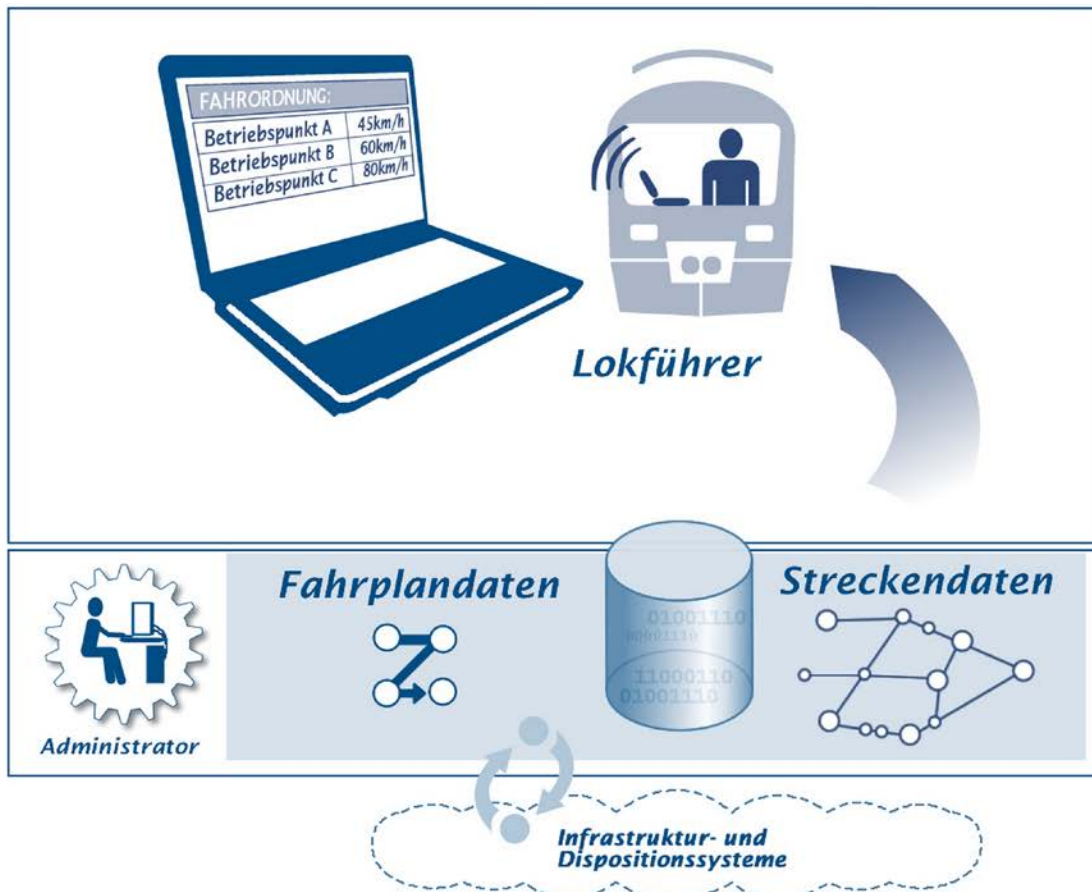 FAHRORDNUNG:
Betriebspunkt A 45km/h
Betriebspunkt B 60km/h
Betriebspunkt C 80km/h
Lokführer
Fahrplandaten
Streckendaten
01001110
00001110
11000110
01001110
Administrator
Infrastruktur- und
Dispositionssysteme